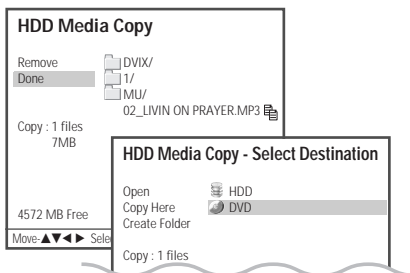 HDD Media Copy
Remove
Done
DVIX/
1/
MU/
02_LIVIN ON PRAYER.MP3
Copy : 1 files
7MB
4572 MB Free
Move-▲▼◀ ▶ Sele
HDD Media Copy - Select Destination
Open
Copy Here
Create Folder
HDD
DVD
Copy : 1 files